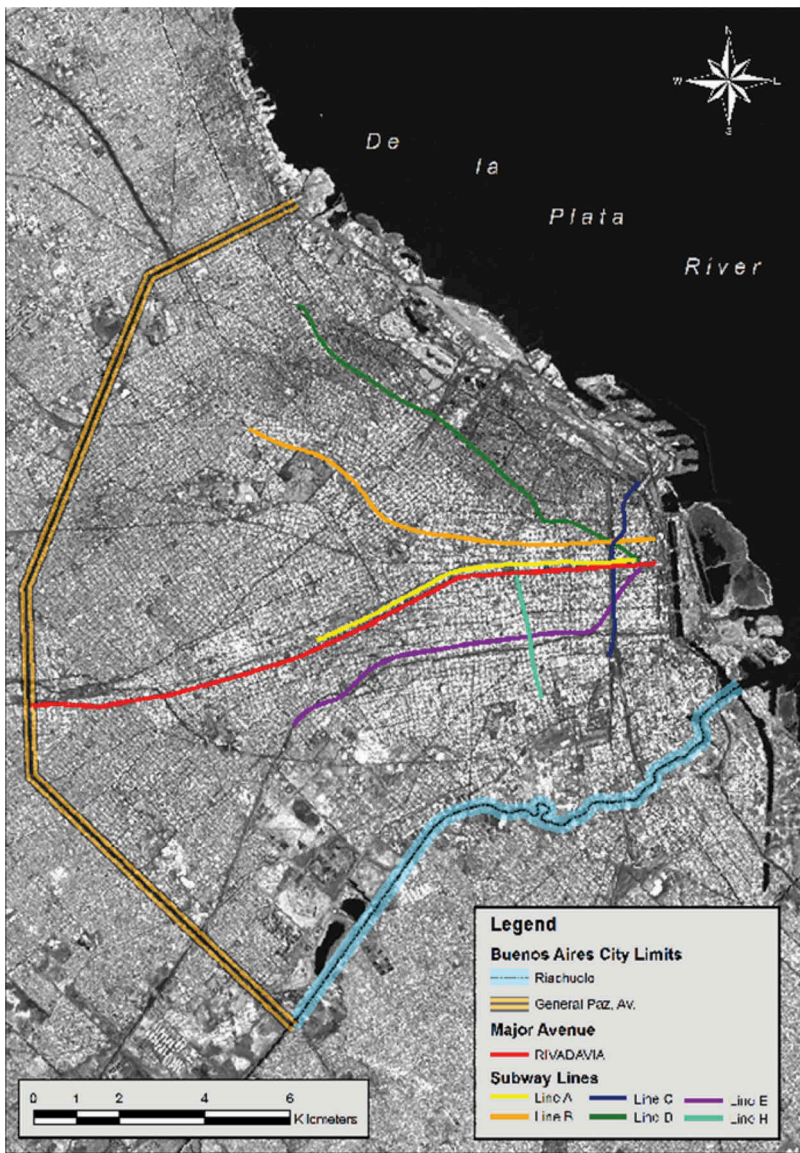 N
W
S
De
la
Plata
River
Legend
Buenos Aires City Limits
Riachuolo
General Paz, Av.
Major Avenue
RIVADAVIA
Subway Lines
Line A
Line C
Line E
Line B
Line D
Line H
0 1 2 4 6
Kilometers